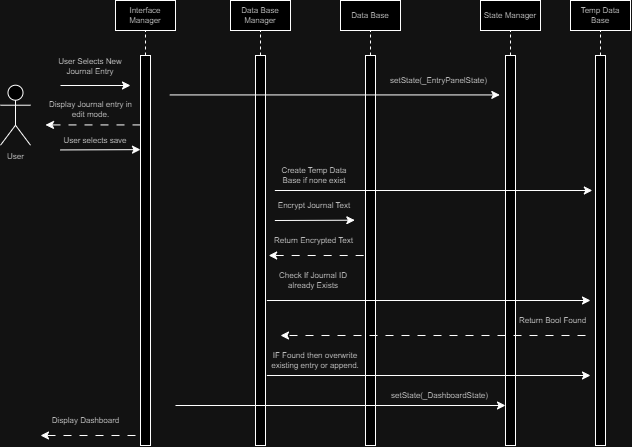 Interface
Manager
Data Base
Manager
Data Base
State Manager
Temp Data
Base
User Selects New
Journal Entry
setState(_EntryPanelState)
Display Journal entry in
edit mode.
User selects save
User
Create Temp Data
Base if none exist
Encrypt Journal Text
Return Encrypted Text
Check If Journal ID
already Exists
Return Bool Found
IF Found then overwrite
existing entry or append.
setState(_DashboardState)
Display Dashboard